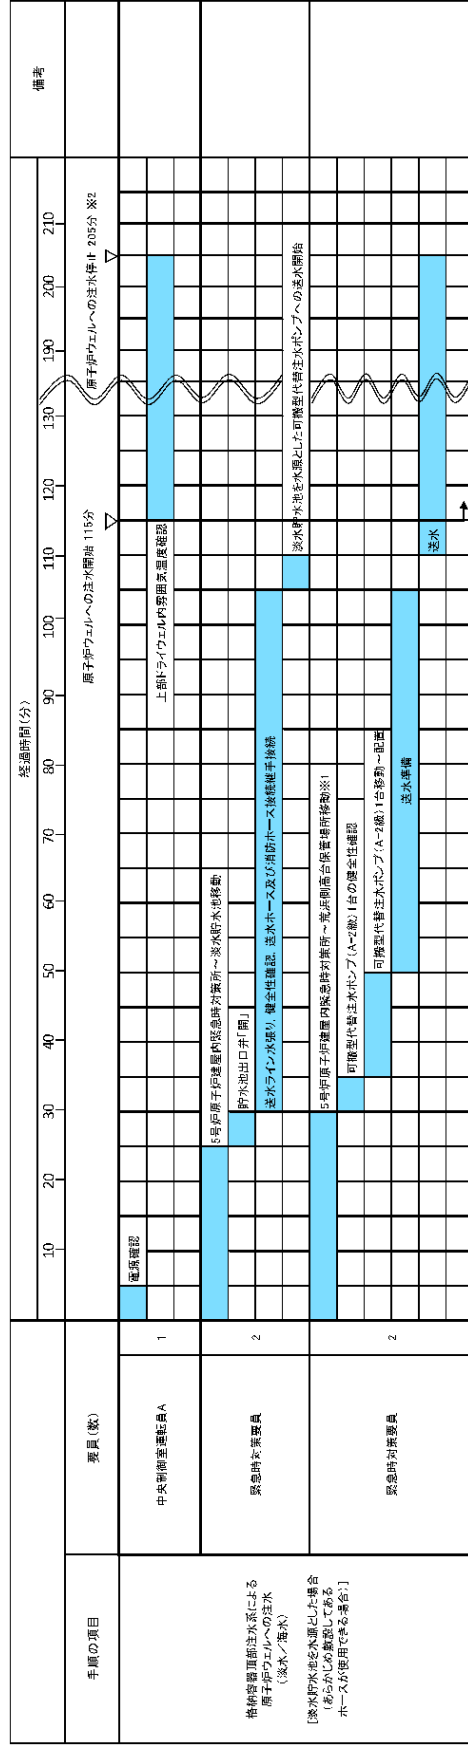 手順の項目
要員(数)
経過時間(分)
備考
10
20
30
40
50
60
70
80
90
100
110
120
130
190
200
210
原子炉ウェルへの注水開始 115分
原子炉ウェルへの注水停止 205分 ※2
格納容器頂部注水系による
原子炉ウェルへの注水
(淡水/海水)
[淡水貯水池を水源とした場合
(あらかじめ敷設してある
ホースが使用できる場合)]
中央制御室運転員A
1
電源確認
上部ドライウェル内雰囲気温度確認
緊急時対策要員
2
5号炉原子炉建屋内緊急時対策所~淡水貯水池移動
貯水池出口弁「開」
送水ライン水張り、健全性確認、送水ホース及び消防ホース接続継手接続
淡水貯水池を水源とした可搬型代替注水ポンプへの送水開始
緊急時対策要員
2
5号炉原子炉建屋内緊急時対策所~荒浜側高台保管場所移動※1
可搬型代替注水ポンプ(A-2級)1台の健全性確認
可搬型代替注水ポンプ(A-2級)1台移動~配置
送水準備
送水